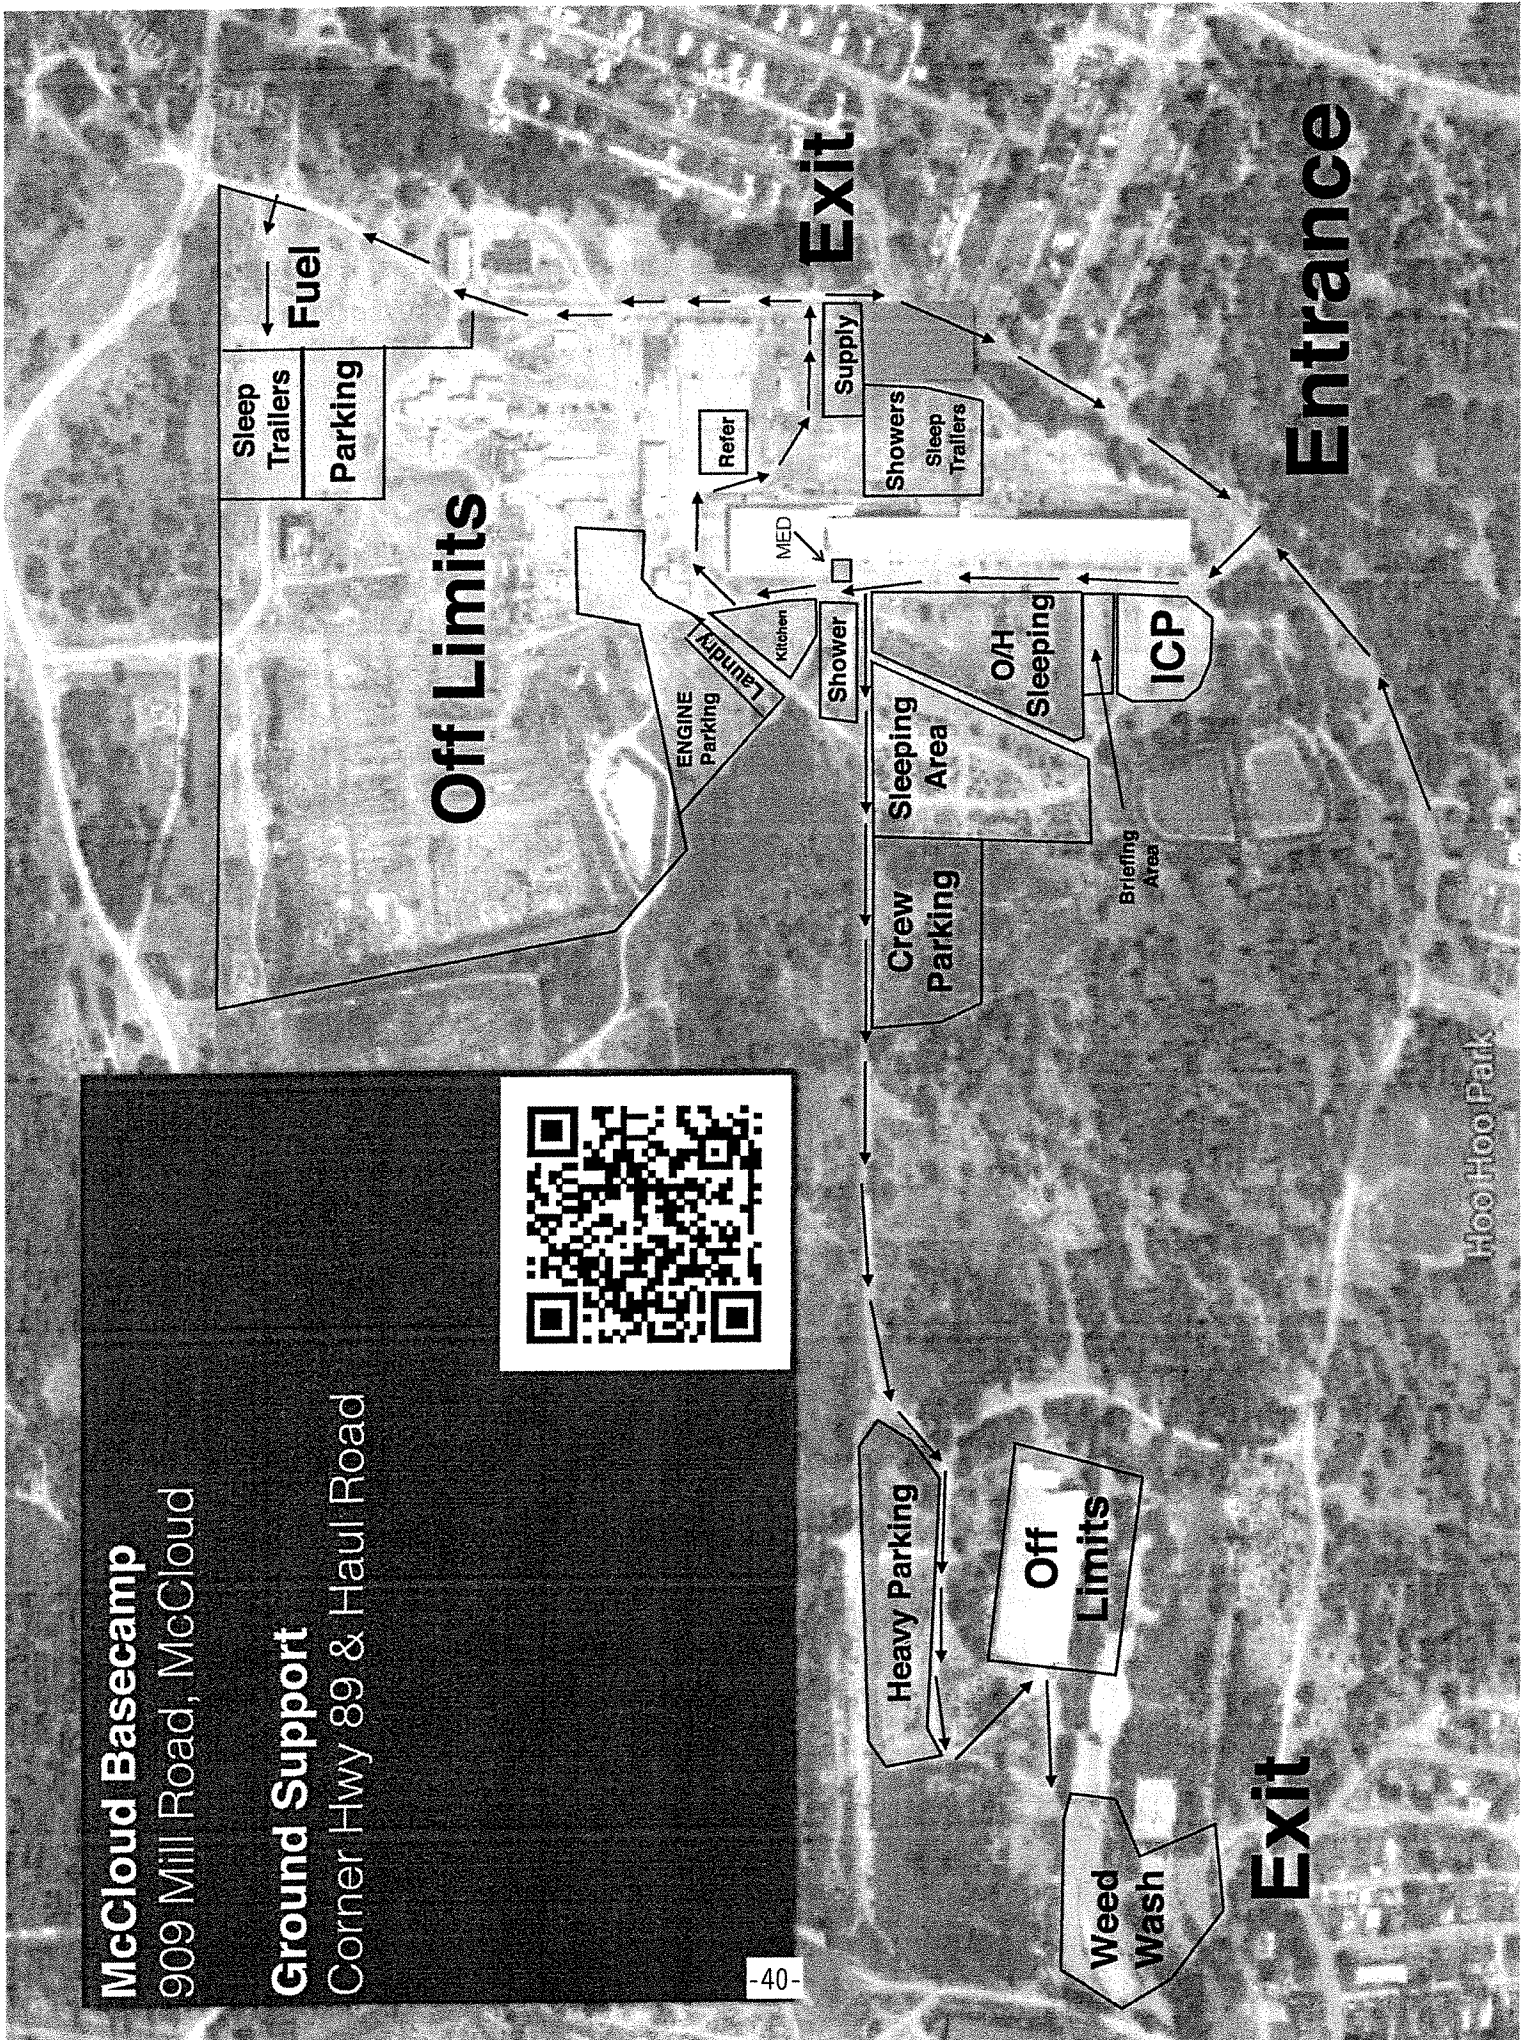 McCloud Basecamp
909 Mill Road, McCloud
Ground Support
Corner Hwy 89 & Haul Road
Sleep
Trailers
Parking
Fuel
Off Limits
ENGINE
Parking
Laundry
Kitchen
Refer
MED
Shower
Supply
Exit
Showers
Sleep
Trailers
Sleeping
Area
O/H
Sleeping
Crew
Parking
Briefing
Area
ICP
Entrance
Heavy Parking
Off
Limits
Weed
Wash
Exit
Hoo Hoo Park
-40-